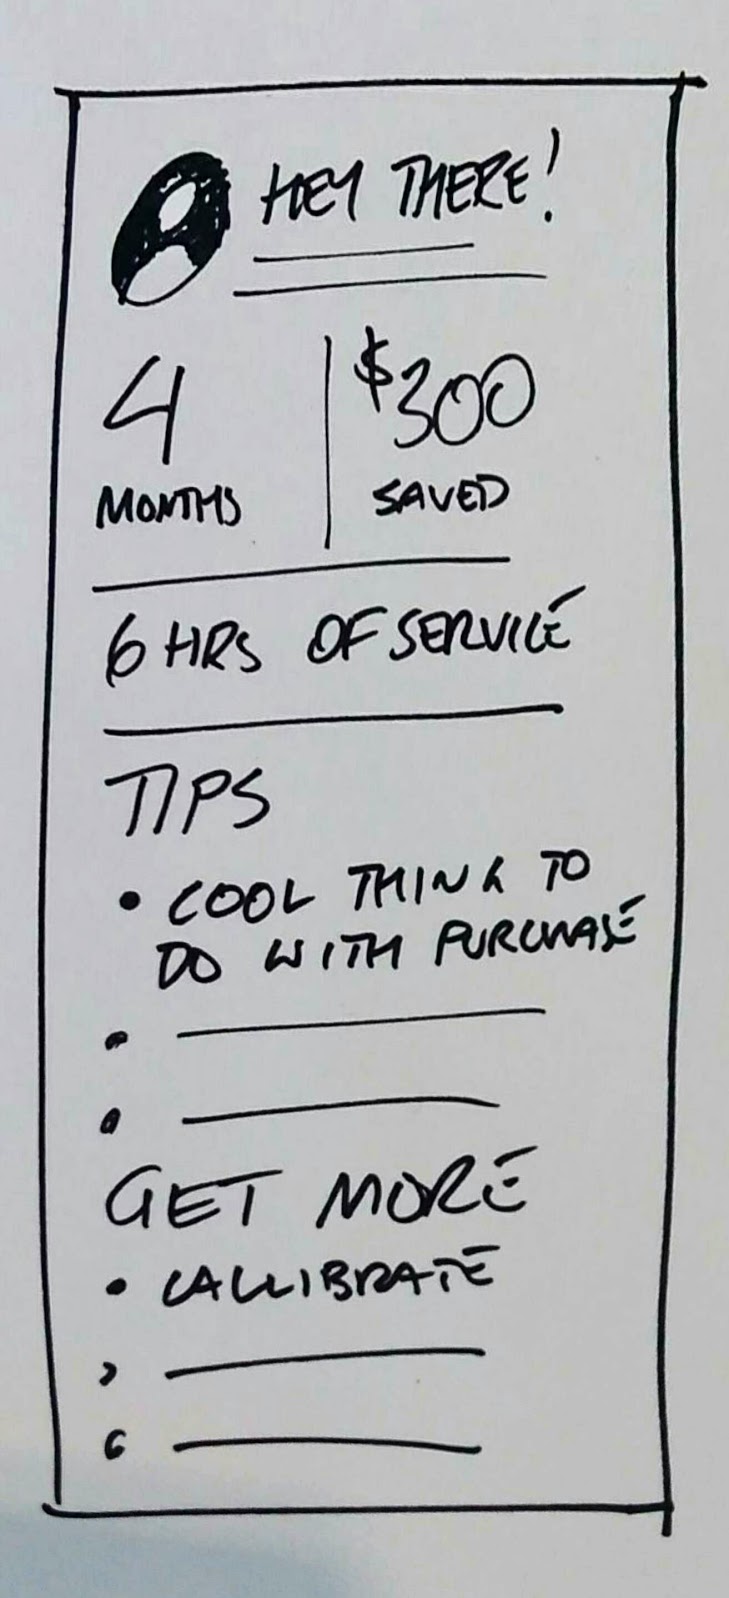 HEY THERE!
4
MONTHS
$300
SAVED
6 HRS OF SERVICE
TIPS
• COOL THING TO
DO WITH PURCHASE
GET MORE
• CALLIBRATE